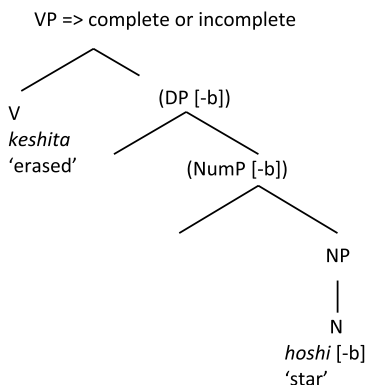 VP => complete or incomplete
V
keshita
‘erased’
(DP [-b])
(NumP [-b])
NP
N
hoshi [-b]
‘star’